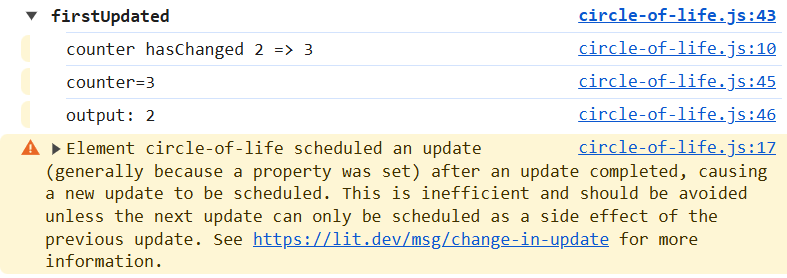 ▼ firstUpdated circle-of-life.js:43
counter hasChanged 2 => 3 circle-of-life.js:10
counter=3 circle-of-life.js:45
output: 2 circle-of-life.js:46
▶Element circle-of-life scheduled an update circle-of-life.js:17
(generally because a property was set) after an update completed, causing
a new update to be scheduled. This is inefficient and should be avoided
unless the next update can only be scheduled as a side effect of the
previous update. See https://lit.dev/msg/change-in-update for more
information.